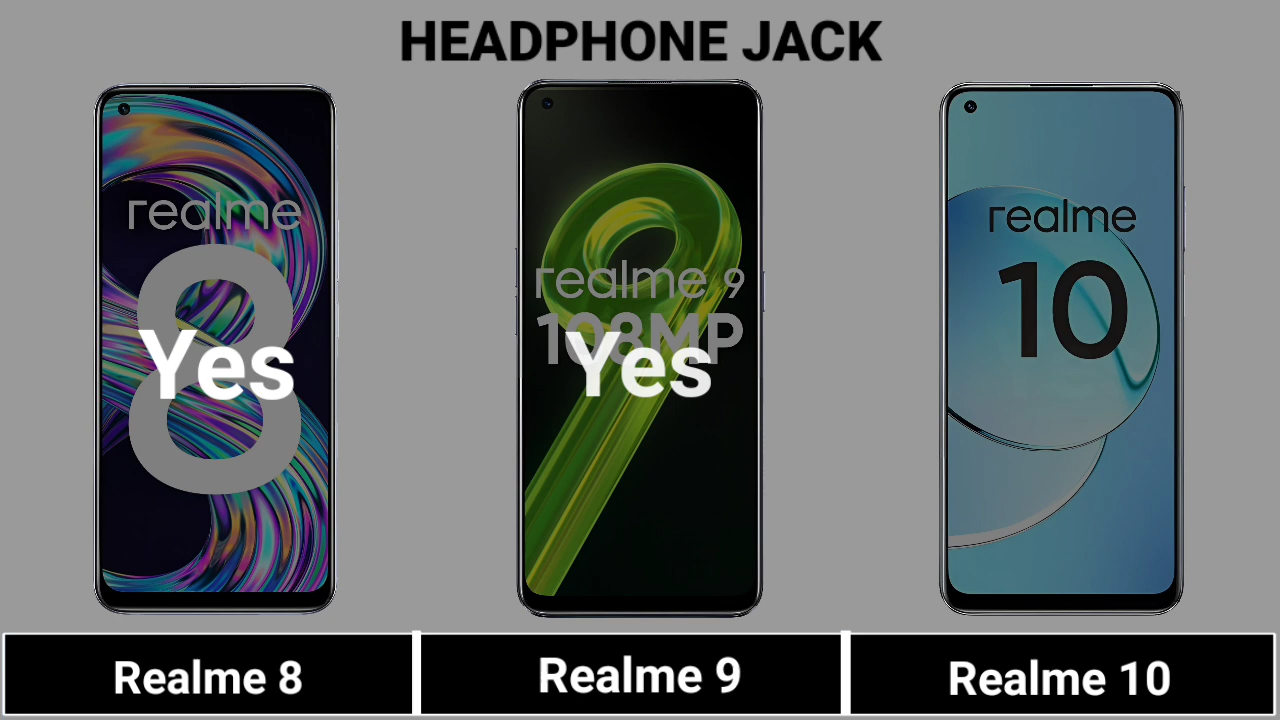 HEADPHONE JACK
realme
8
Yes
realme 9
108MP
Yes
realme
10
Realme 8
Realme 9
Realme 10